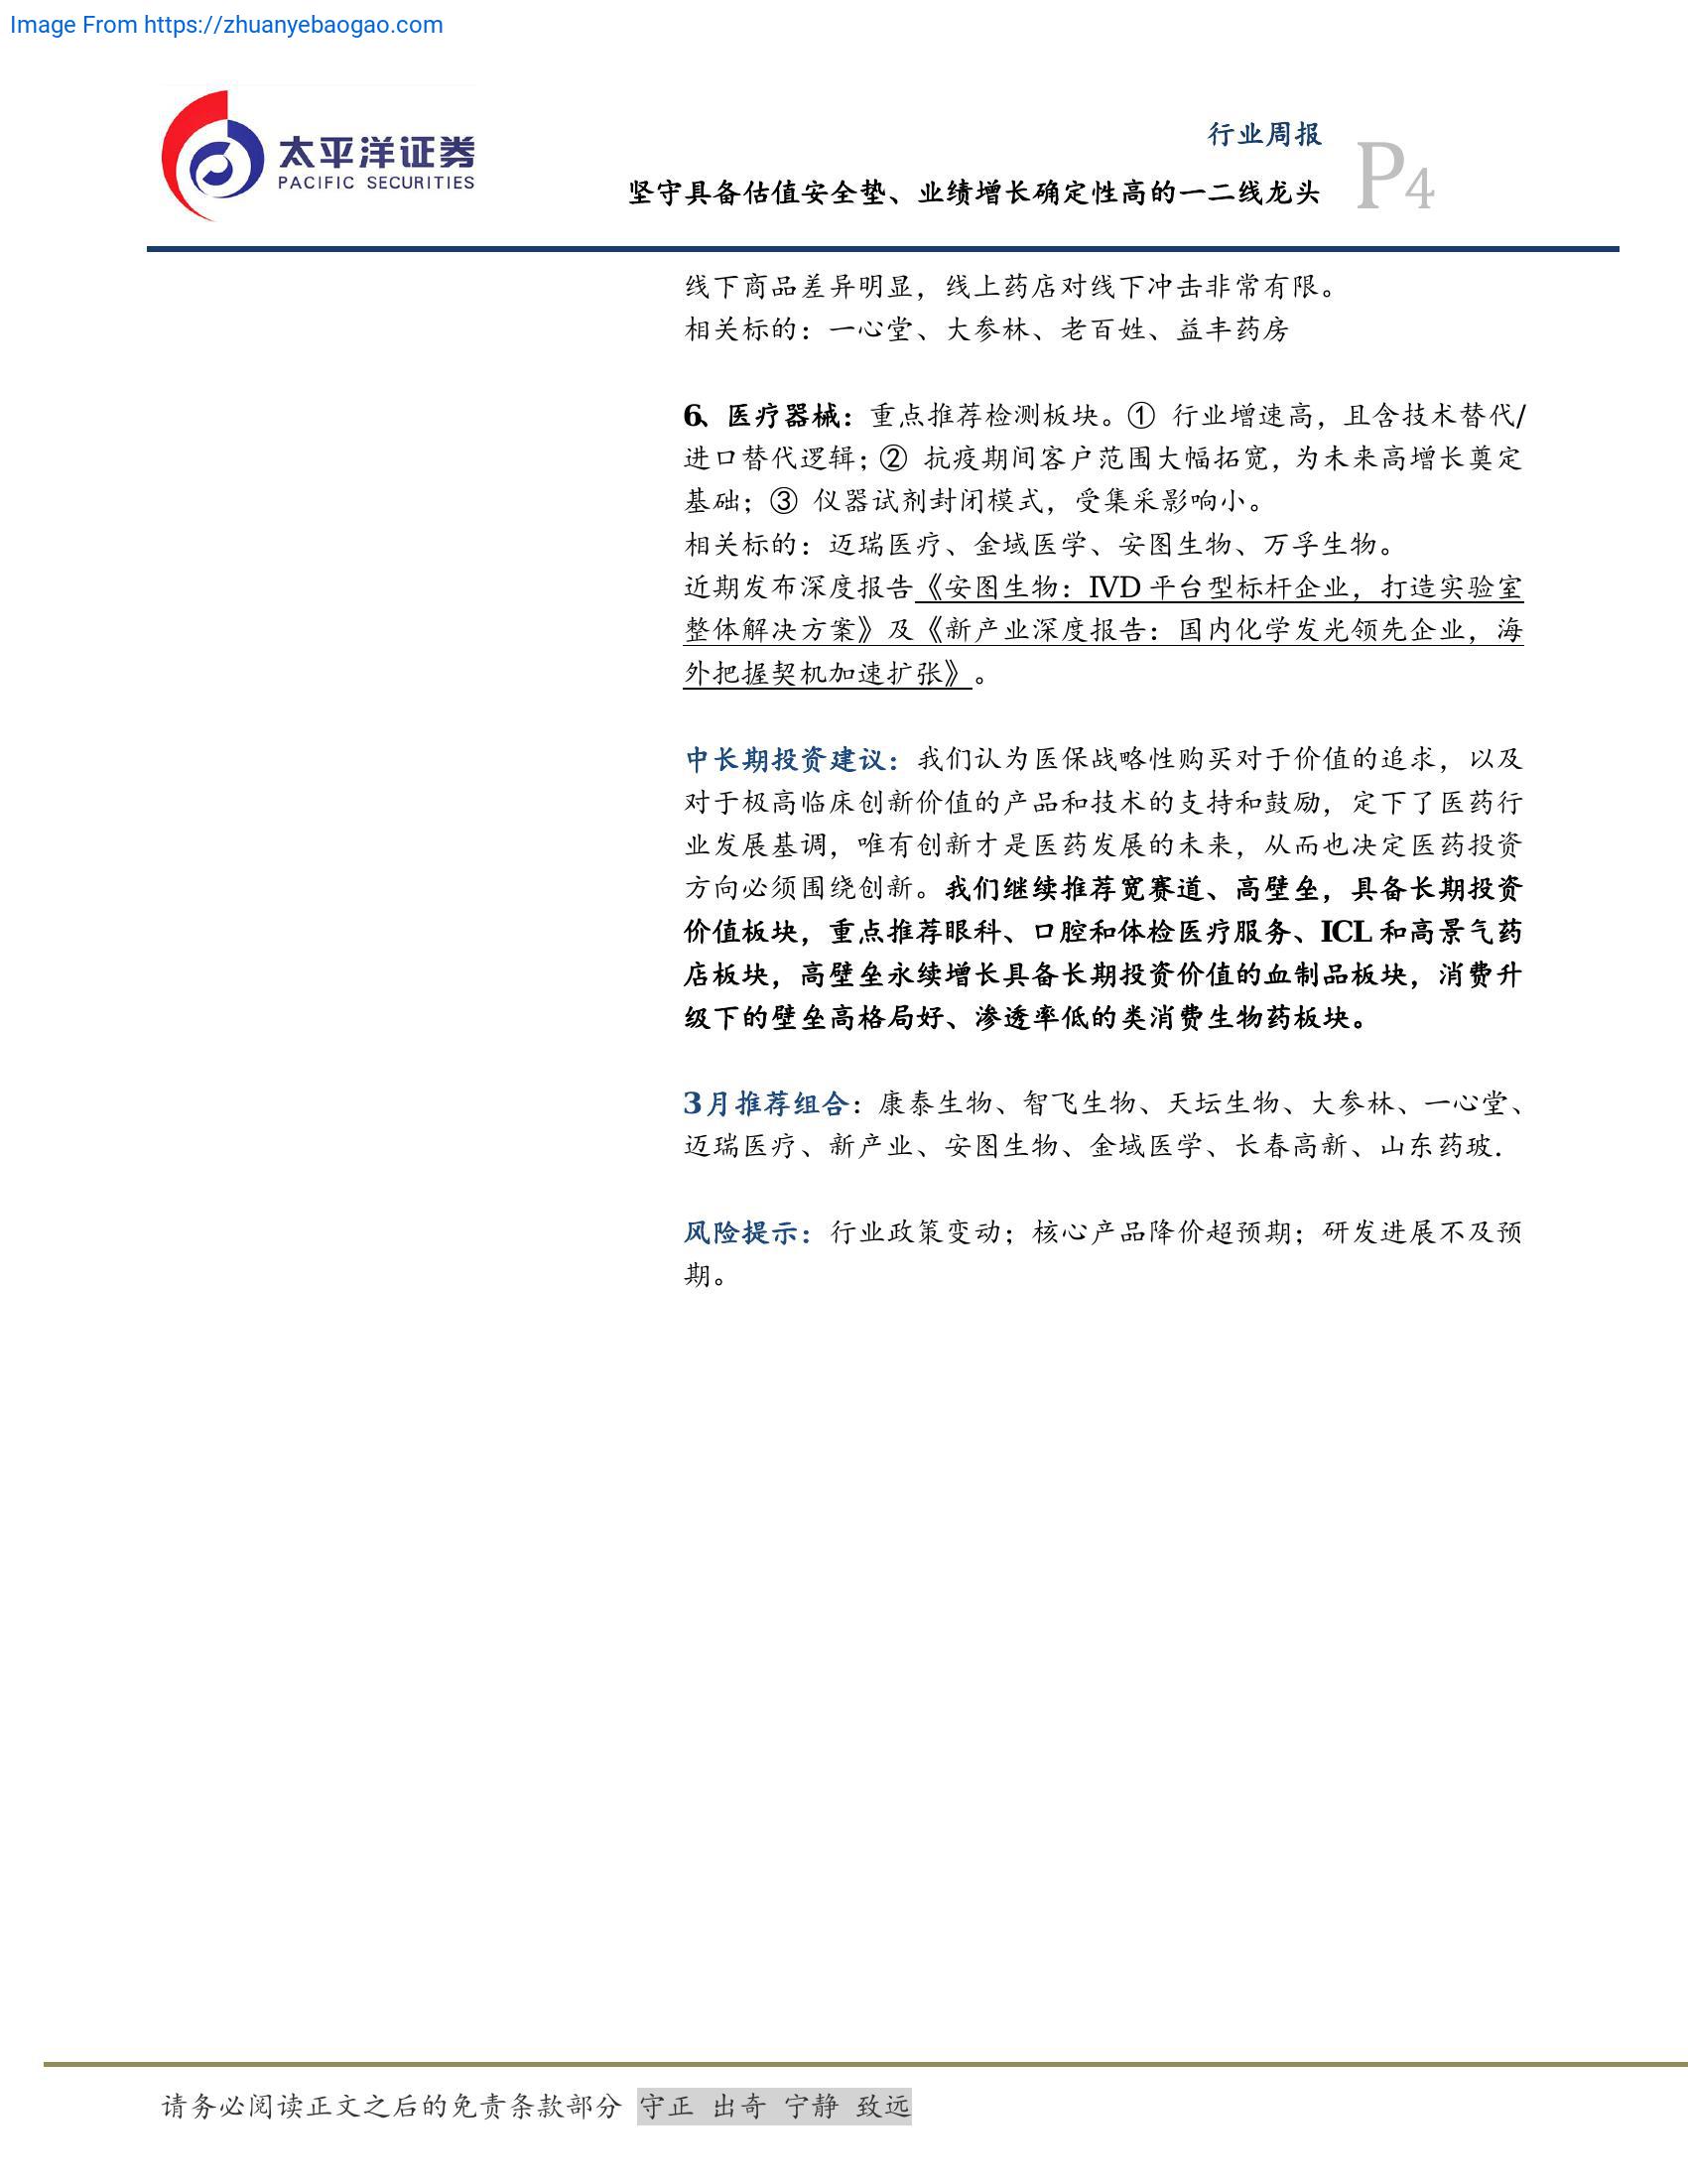 Image From https://zhuanyebaogao.com
太平洋证券
PACIFIC SECURITIES
行业周报
坚守具备估值安全垫、业绩增长确定性高的一二线龙头
P4
线下商品差异明显，线上药店对线下冲击非常有限。
相关标的：一心堂、大参林、老百姓、益丰药房
6、医疗器械：重点推荐检测板块。① 行业增速高，且含技术替代/
进口替代逻辑；② 抗疫期间客户范围大幅拓宽，为未来高增长奠定
基础；③ 仪器试剂封闭模式，受集采影响小。
相关标的：迈瑞医疗、金域医学、安图生物、万孚生物。
近期发布深度报告《安图生物：IVD 平台型标杆企业，打造实验室
整体解决方案》及《新产业深度报告：国内化学发光领先企业，海
外把握契机加速扩张》。
中长期投资建议：我们认为医保战略性购买对于价值的追求，以及
对于极高临床创新价值的产品和技术的支持和鼓励，定下了医药行
业发展基调，唯有创新才是医药发展的未来，从而也决定医药投资
方向必须围绕创新。我们继续推荐宽赛道、高壁垒，具备长期投资
价值板块，重点推荐眼科、口腔和体检医疗服务、ICL 和高景气药
店板块，高壁垒永续增长具备长期投资价值的血制品板块，消费升
级下的壁垒高格局好、渗透率低的类消费生物药板块。
3月推荐组合：康泰生物、智飞生物、天坛生物、大参林、一心堂、
迈瑞医疗、新产业、安图生物、金域医学、长春高新、山东药玻.
风险提示：行业政策变动；核心产品降价超预期；研发进展不及预
期。
请务必阅读正文之后的免责条款部分 守正 出奇 宁静 致远